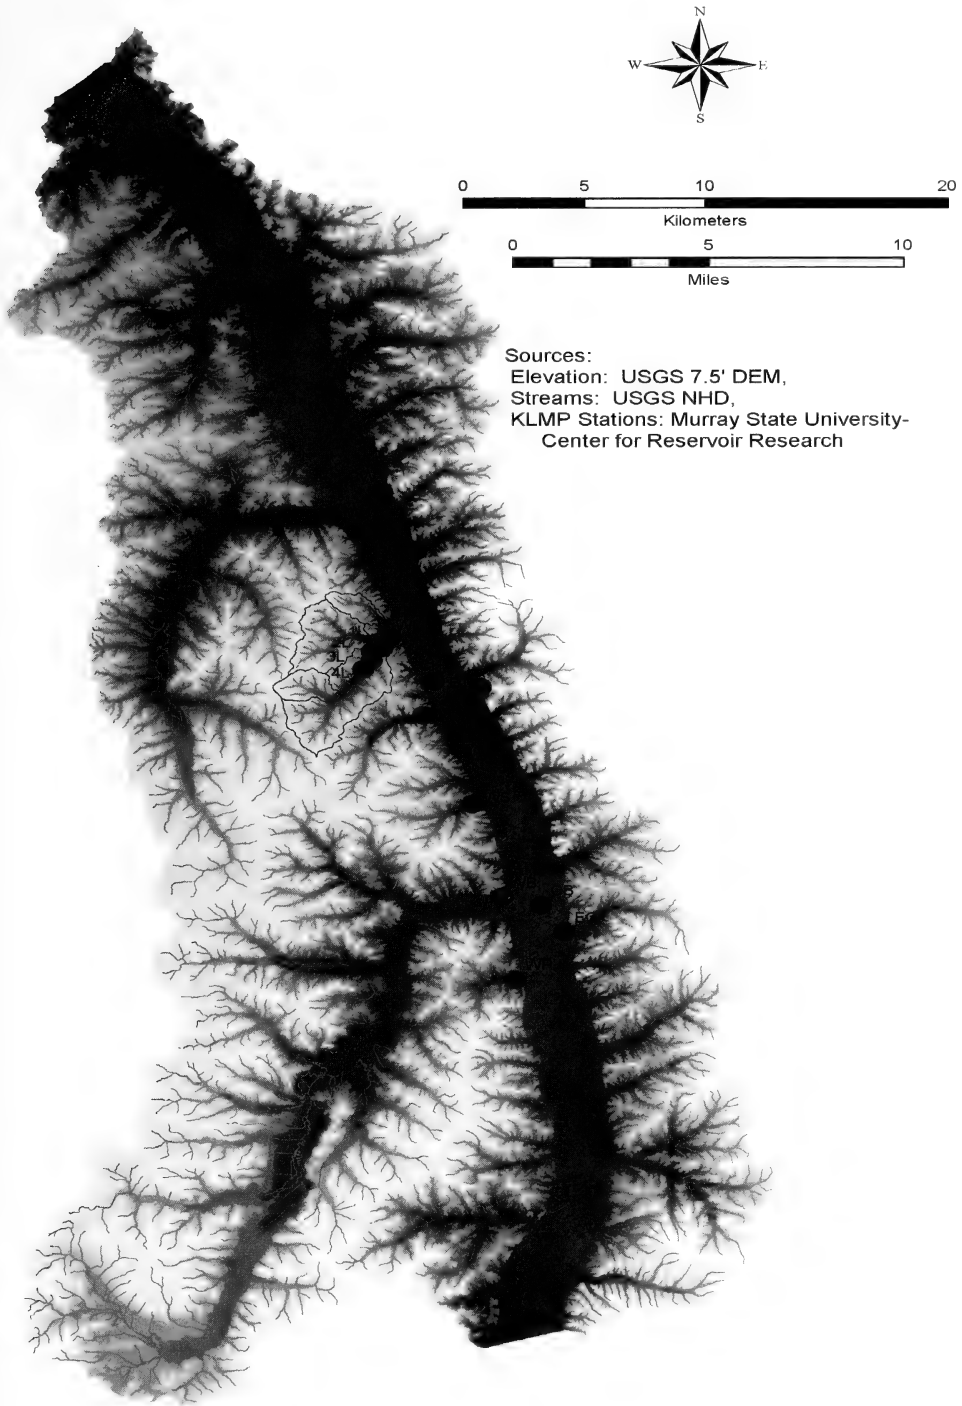 N
W E
S
0 5 10 20
Kilometers
0 5 10
Miles
Sources:
Elevation: USGS 7.5' DEM,
Streams: USGS NHD,
KLMP Stations: Murray State University-
Center for Reservoir Research